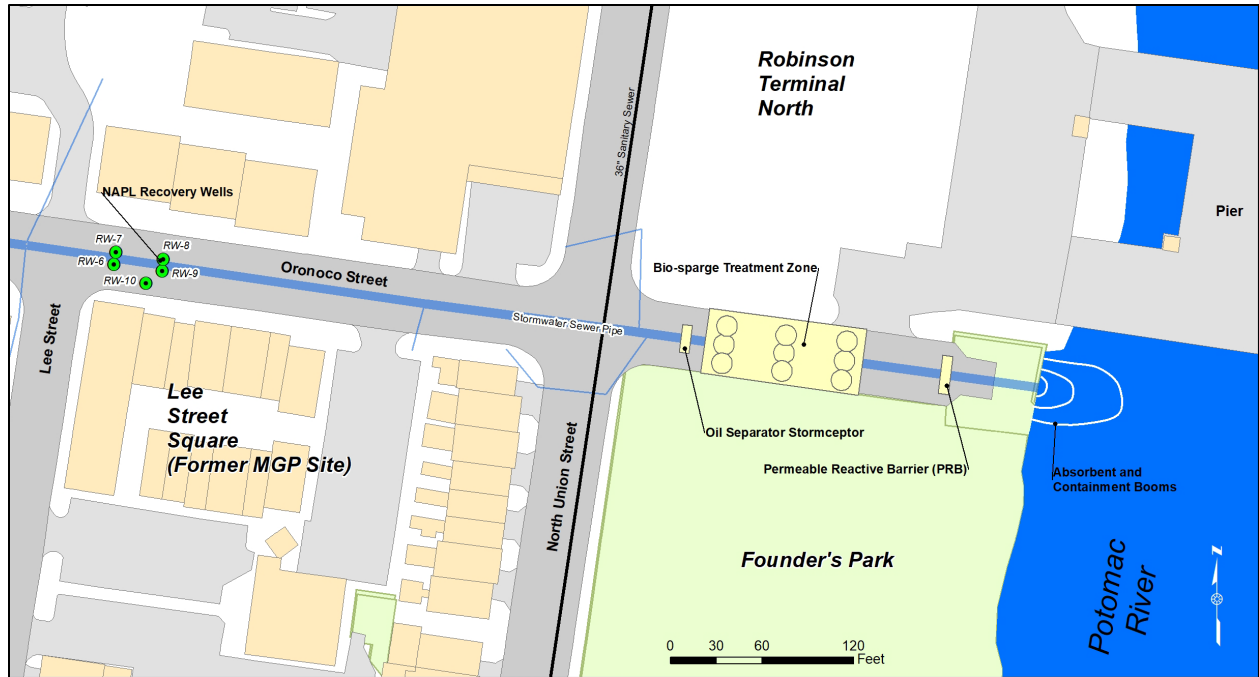 Robinson
Terminal
North
36" Sanitary Sewer
NAPL Recovery Wells
Pier
RW-7
RW-8
RW-6
RW-9
RW-10
Oronoco Street
Bio-sparge Treatment Zone
Stormwater Sewer Pipe
Lee Street
Lee
Street
Square
(Former MGP Site)
Oil Separator Stormceptor
North Union Street
Permeable Reactive Barrier (PRB)
Absorbent and
Containment Booms
Founder's Park
Potomac
River
N
0 30 60 120
Feet